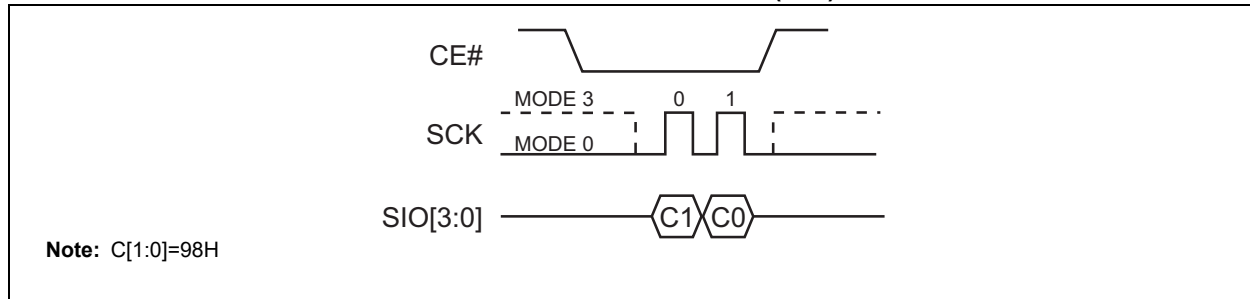 CE#
MODE 3 0 1
SCK
MODE 0
SIO[3:0] C1 C0
Note: C[1:0]=98H